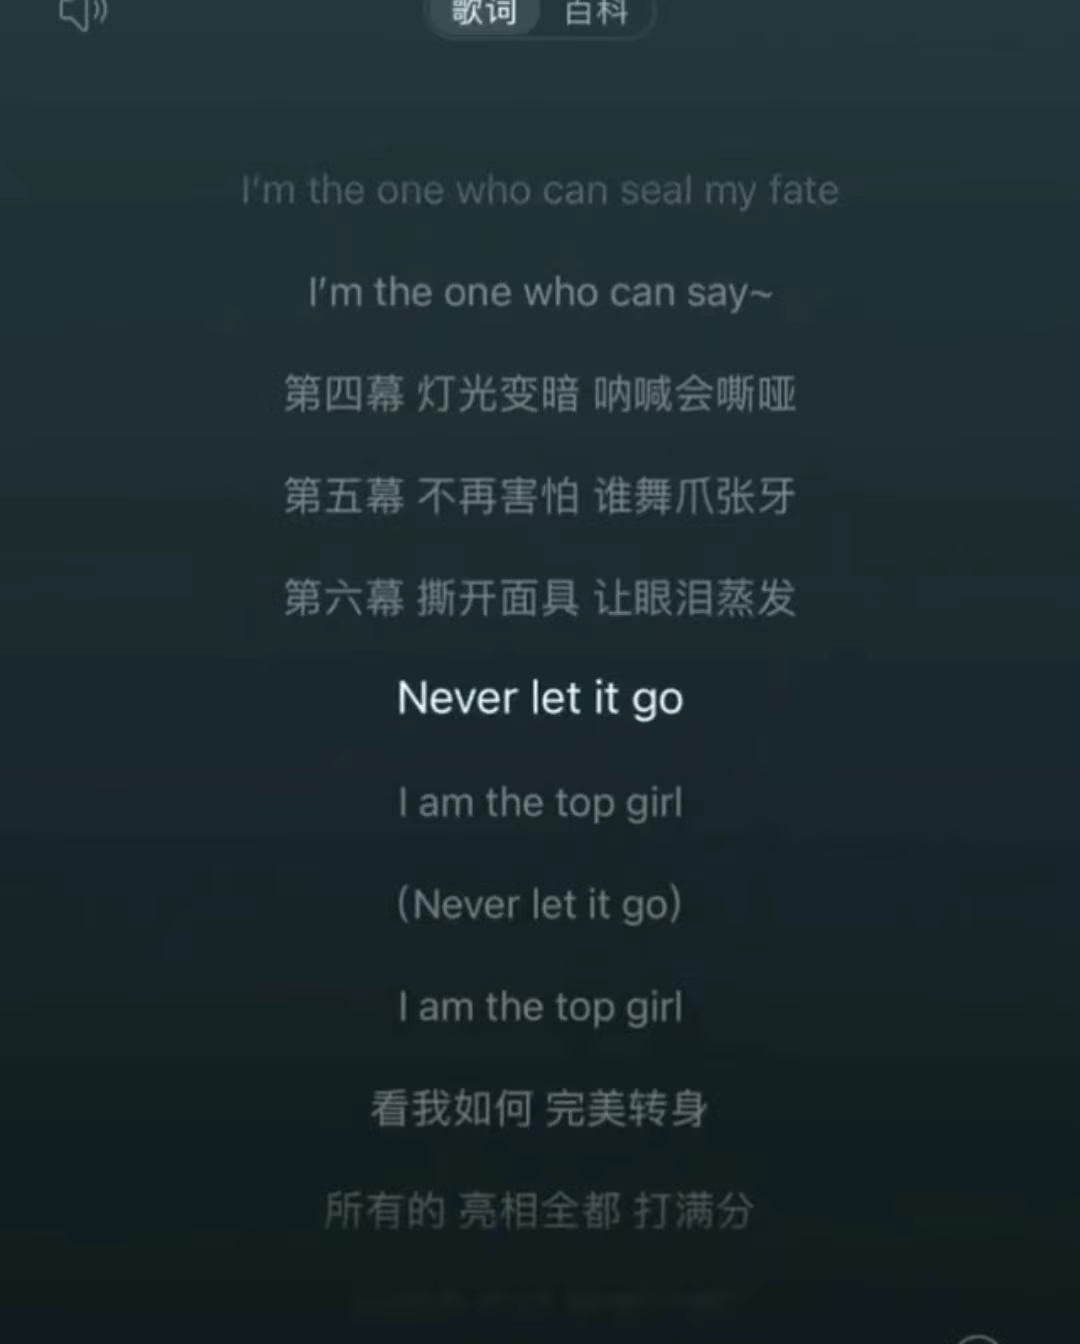 歌词 百科
I'm the one who can seal my fate
I'm the one who can say~
第四幕 灯光变暗 呐喊会嘶哑
第五幕 不再害怕 谁舞爪张牙
第六幕 撕开面具 让眼泪蒸发
Never let it go
I am the top girl
(Never let it go)
I am the top girl
看我如何 完美转身
所有的 亮相全都 打满分